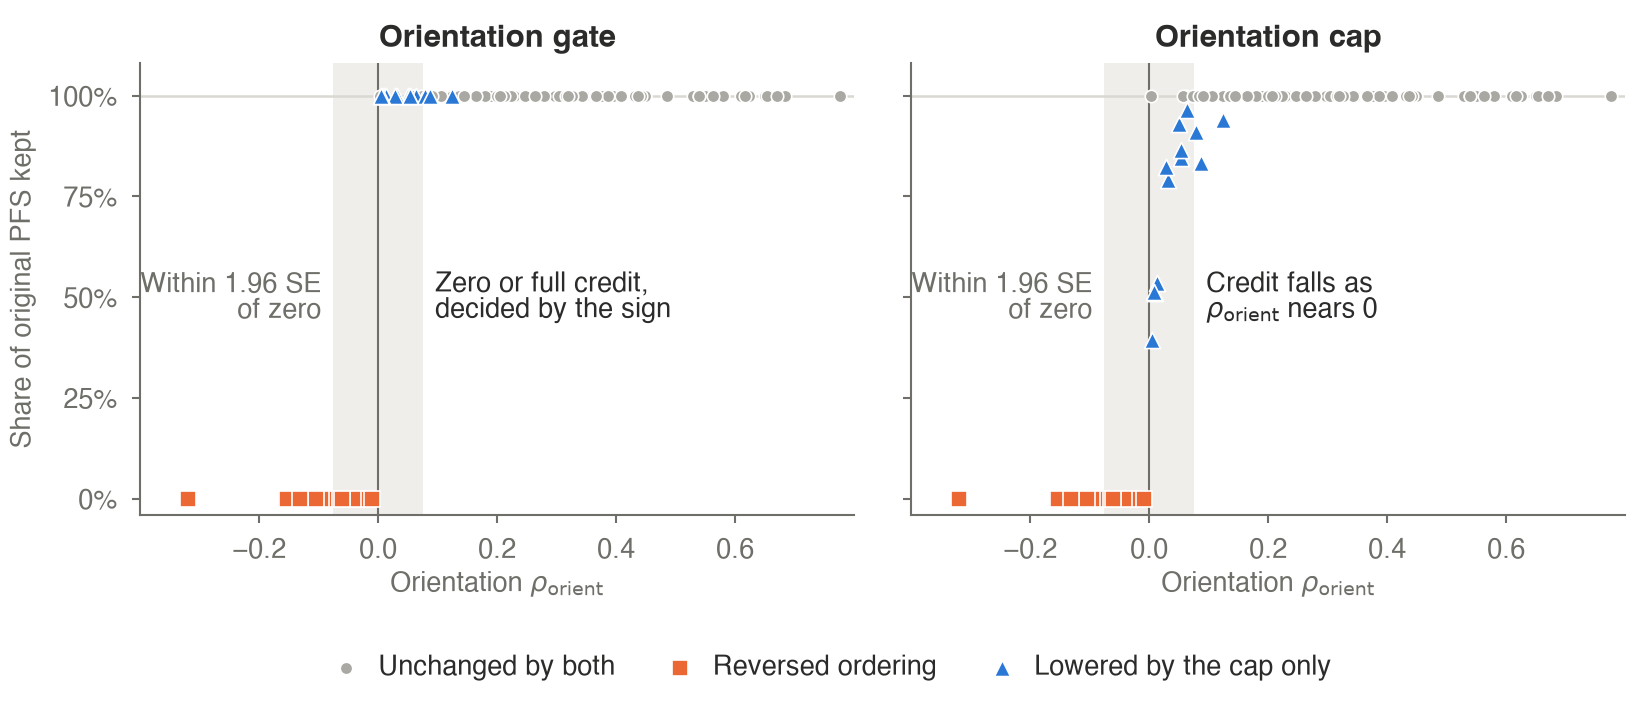 Orientation gate
Orientation cap
Share of original PFS kept
100%
75%
50%
25%
0%
Within 1.96 SE
of zero
Zero or full credit,
decided by the sign
Within 1.96 SE
of zero
Credit falls as
ρorient nears 0
−0.2 0.0 0.2 0.4 0.6
Orientation ρorient
−0.2 0.0 0.2 0.4 0.6
Orientation ρorient
Unchanged by both
Reversed ordering
Lowered by the cap only